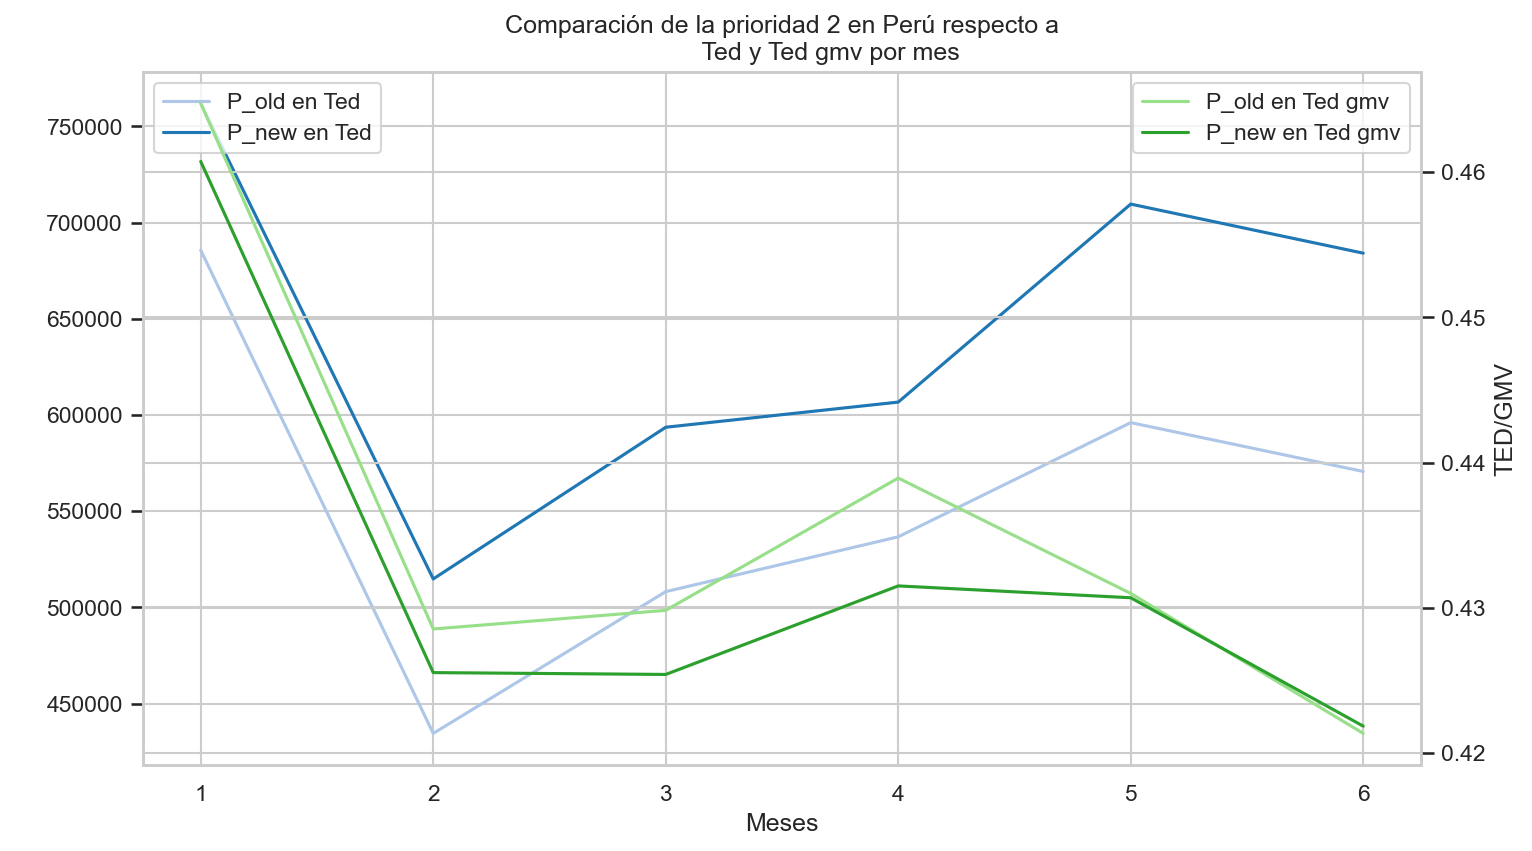 Comparación de la prioridad 2 en Perú respecto a
Ted y Ted gmv por mes
P_old en Ted
P_new en Ted
P_old en Ted gmv
P_new en Ted gmv
750000
700000
650000
600000
550000
500000
450000
0.46
0.45
0.44
0.43
0.42
TED/GMV
1 2 3 4 5 6
Meses